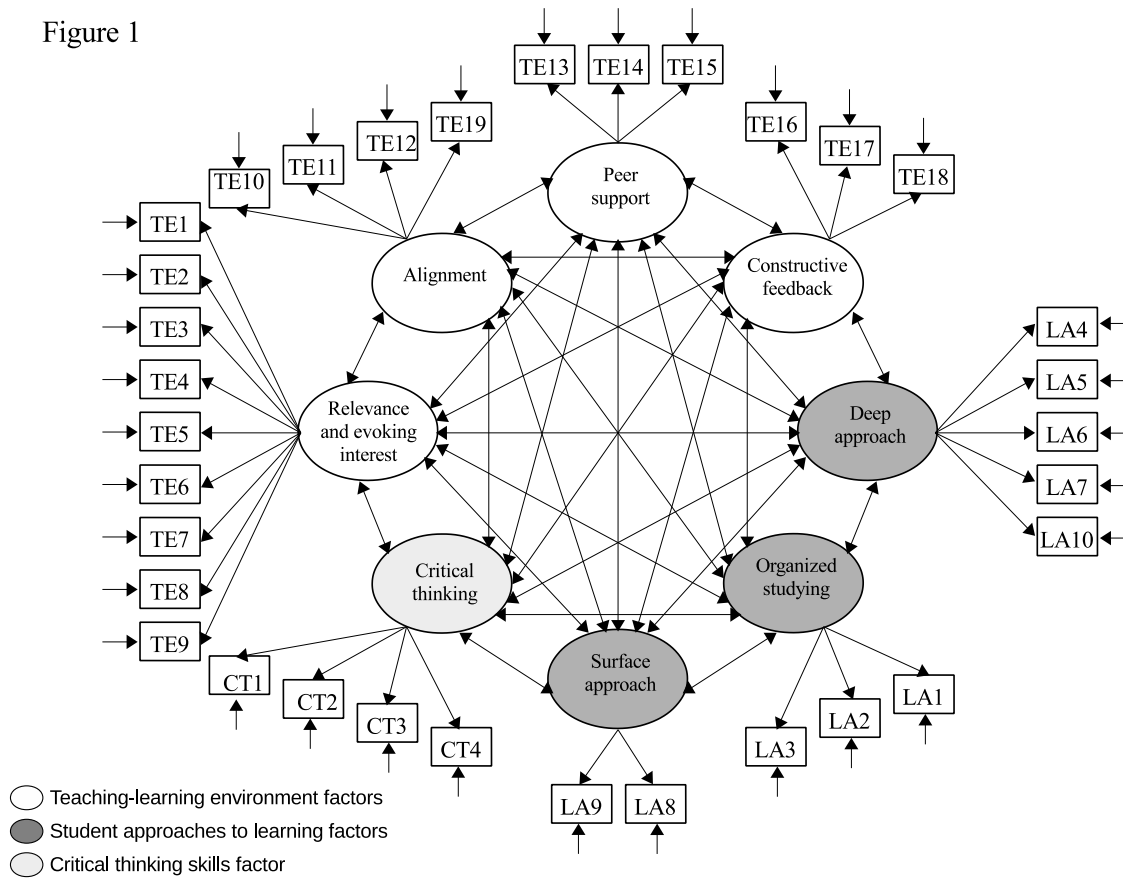 Figure 1
TE13
TE14
TE15
TE19
TE12
TE11
TE10
TE16
TE17
TE18
Peer
support
Alignment
Constructive
feedback
TE1
TE2
TE3
TE4
TE5
TE6
TE7
TE8
TE9
Relevance
and evoking
interest
Deep
approach
LA4
LA5
LA6
LA7
LA10
Critical
thinking
Organized
studying
Surface
approach
CT1
CT2
CT3
CT4
LA9
LA8
LA3
LA2
LA1
Teaching-learning environment factors
Student approaches to learning factors
Critical thinking skills factor